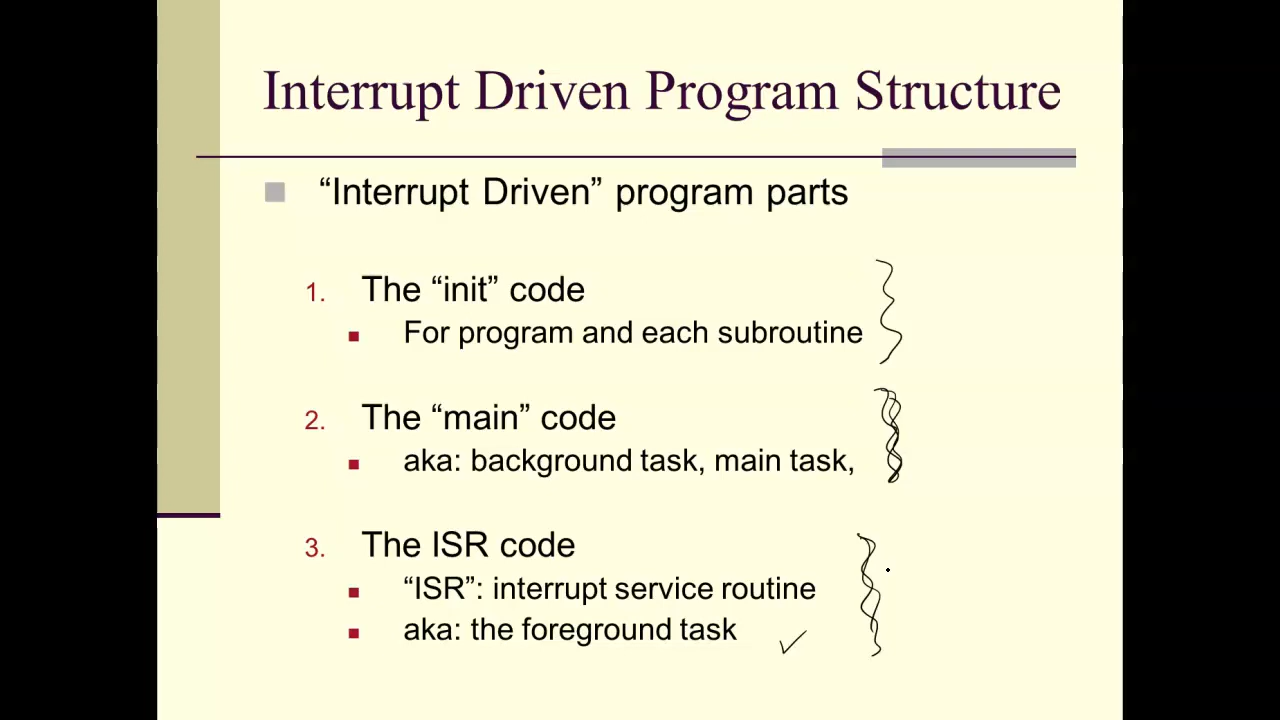 Interrupt Driven Program Structure
“Interrupt Driven” program parts
1. The “init” code
For program and each subroutine
2. The “main” code
aka: background task, main task,
3. The ISR code
“ISR”: interrupt service routine
aka: the foreground task